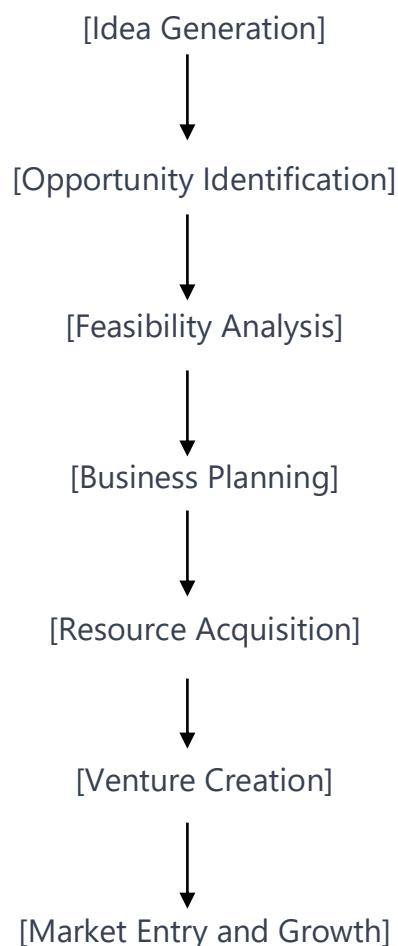 [Idea Generation]
[Opportunity Identification]
[Feasibility Analysis]
[Business Planning]
[Resource Acquisition]
[Venture Creation]
[Market Entry and Growth]